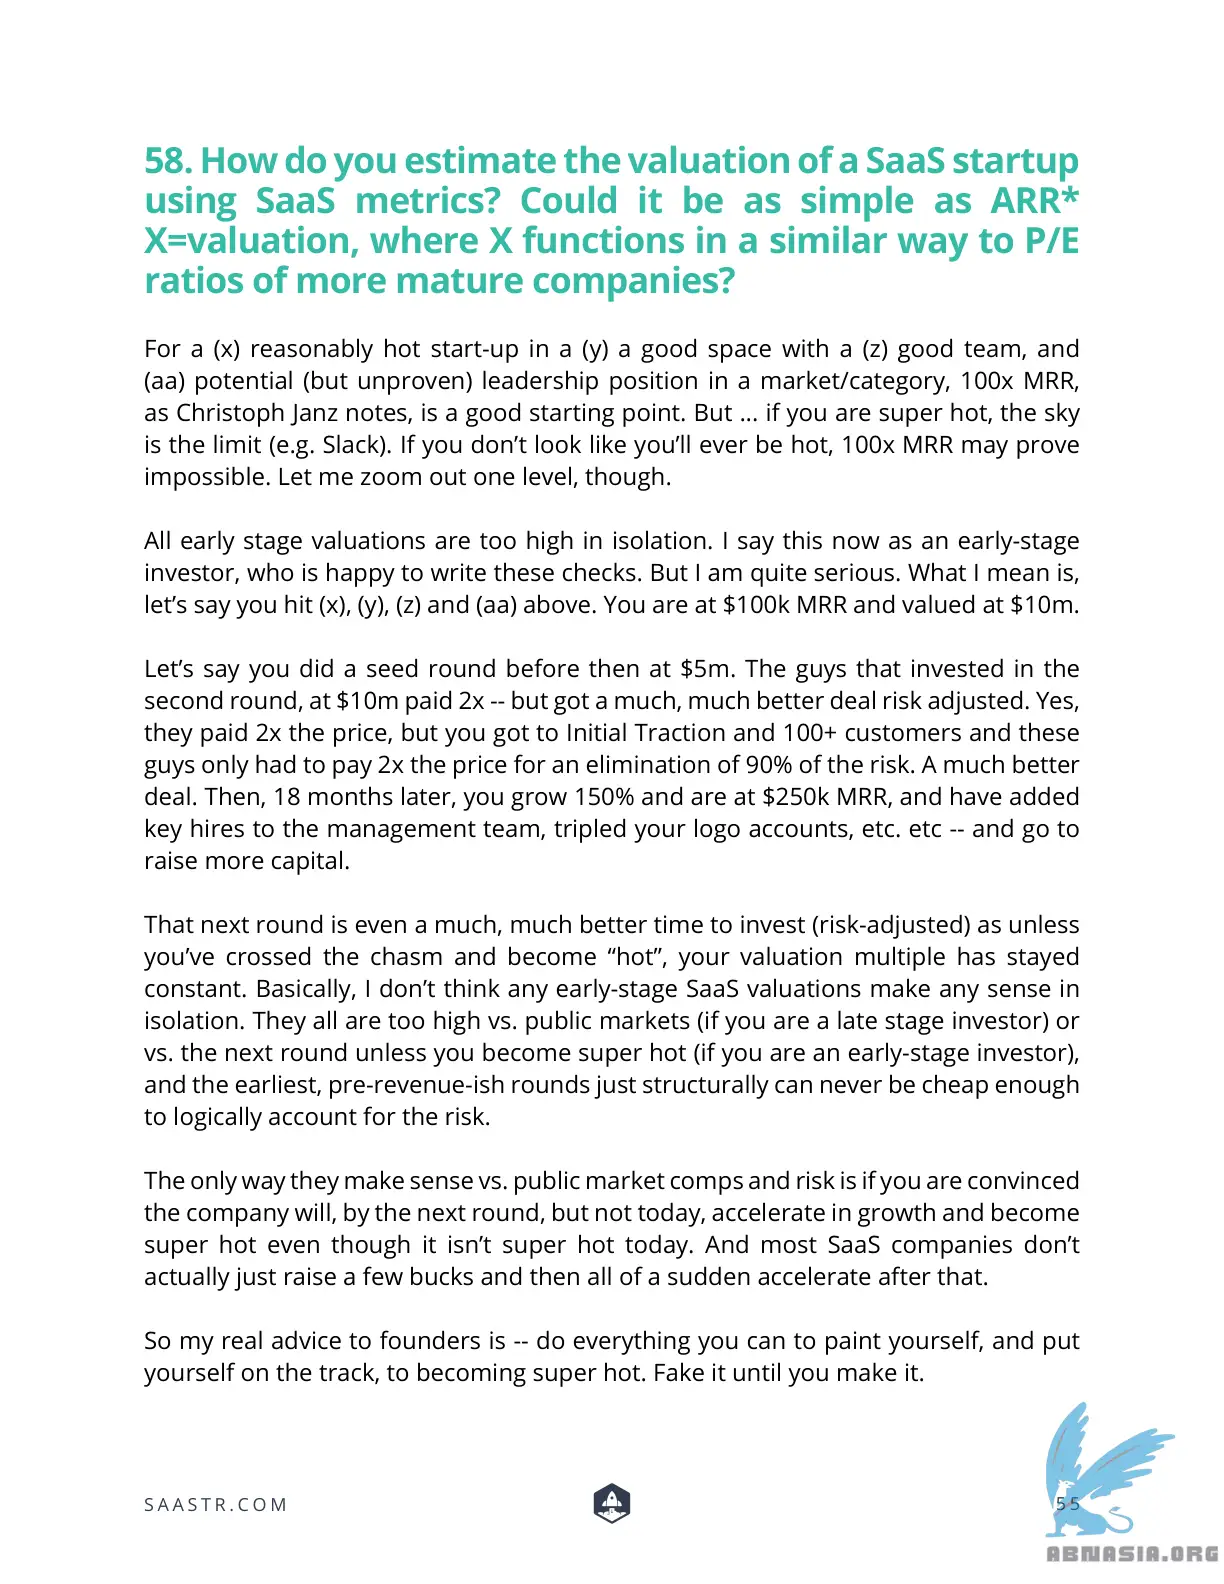 58. How do you estimate the valuation of a SaaS startup
using SaaS metrics? Could it be as simple as ARR*
X=valuation, where X functions in a similar way to P/E
ratios of more mature companies?
For a (x) reasonably hot start-up in a (y) a good space with a (z) good team, and
(aa) potential (but unproven) leadership position in a market/category, 100x MRR,
as Christoph Janz notes, is a good starting point. But ... if you are super hot, the sky
is the limit (e.g. Slack). If you don’t look like you’ll ever be hot, 100x MRR may prove
impossible. Let me zoom out one level, though.
All early stage valuations are too high in isolation. I say this now as an early-stage
investor, who is happy to write these checks. But I am quite serious. What I mean is,
let’s say you hit (x), (y), (z) and (aa) above. You are at $100k MRR and valued at $10m.
Let’s say you did a seed round before then at $5m. The guys that invested in the
second round, at $10m paid 2x -- but got a much, much better deal risk adjusted. Yes,
they paid 2x the price, but you got to Initial Traction and 100+ customers and these
guys only had to pay 2x the price for an elimination of 90% of the risk. A much better
deal. Then, 18 months later, you grow 150% and are at $250k MRR, and have added
key hires to the management team, tripled your logo accounts, etc. etc -- and go to
raise more capital.
That next round is even a much, much better time to invest (risk-adjusted) as unless
you’ve crossed the chasm and become “hot”, your valuation multiple has stayed
constant. Basically, I don’t think any early-stage SaaS valuations make any sense in
isolation. They all are too high vs. public markets (if you are a late stage investor) or
vs. the next round unless you become super hot (if you are an early-stage investor),
and the earliest, pre-revenue-ish rounds just structurally can never be cheap enough
to logically account for the risk.
The only way they make sense vs. public market comps and risk is if you are convinced
the company will, by the next round, but not today, accelerate in growth and become
super hot even though it isn’t super hot today. And most SaaS companies don’t
actually just raise a few bucks and then all of a sudden accelerate after that.
So my real advice to founders is -- do everything you can to paint yourself, and put
yourself on the track, to becoming super hot. Fake it until you make it.
SAASTR.COM
55
ABNASIA.ORG